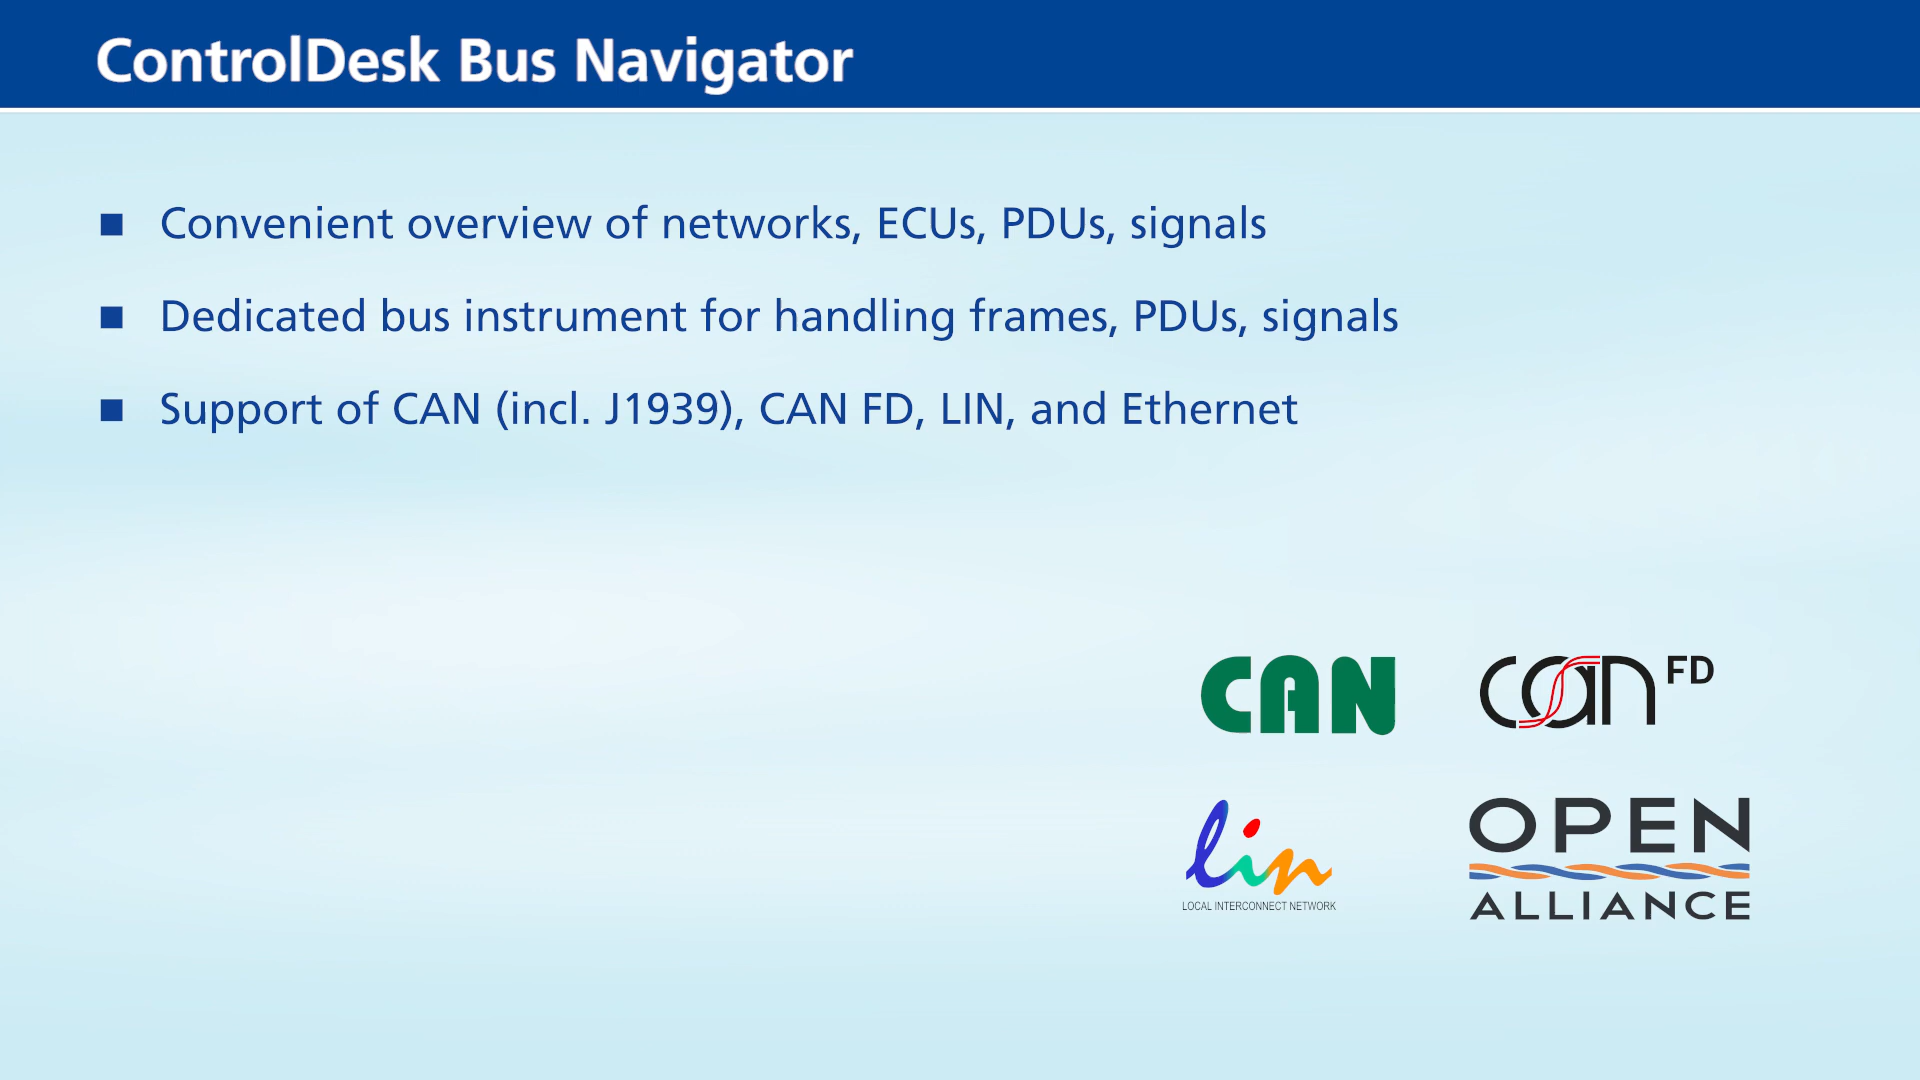 ControlDesk Bus Navigator
■ Convenient overview of networks, ECUs, PDUs, signals
■ Dedicated bus instrument for handling frames, PDUs, signals
■ Support of CAN (incl. J1939), CAN FD, LIN, and Ethernet
CAN
can FD
lin
LOCAL INTERCONNECT NETWORK
OPEN
ALLIANCE